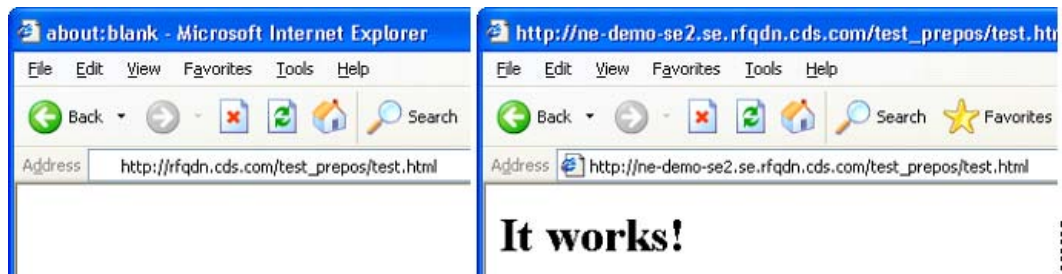 about:blank - Microsoft Internet Explorer
File Edit View Favorites Tools Help
Back Search
Address http://rfqdn.cds.com/test_prepos/test.html
http://ne-demo-se2.se.rfqdn.cds.com/test_prepos/test.htm
File Edit View Favorites Tools Help
Back Search Favorites
Address http://ne-demo-se2.se.rfqdn.cds.com/test_prepos/test.html
It works!